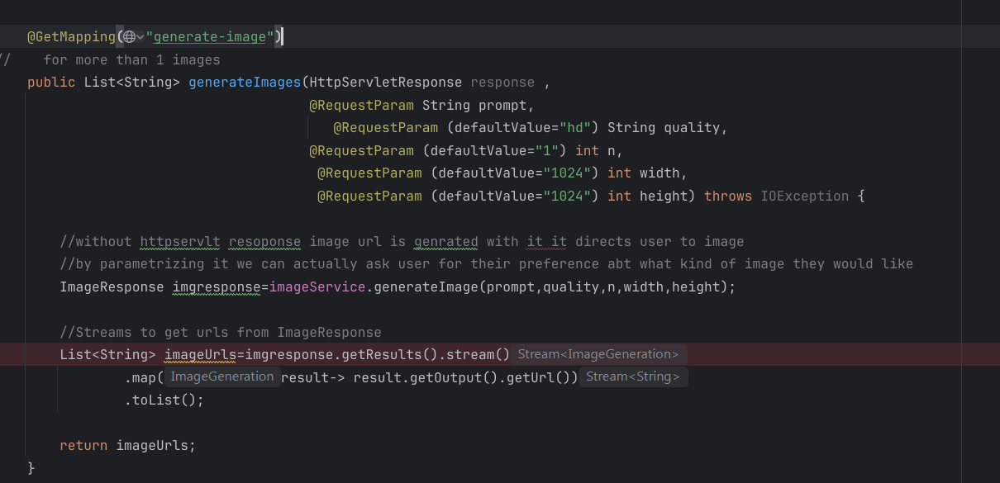 @GetMapping("generate-image")
//    for more than 1 images
public List<String> generateImages(HttpServletResponse response ,
@RequestParam String prompt,
@RequestParam (defaultValue="hd") String quality,
@RequestParam (defaultValue="1") int n,
@RequestParam (defaultValue="1024") int width,
@RequestParam (defaultValue="1024") int height) throws IOException {
//without httpservlt resoponse image url is genrated with it it directs user to image
//by parametrizing it we can actually ask user for their preference abt what kind of image they would like
ImageResponse imgresponse=imageService.generateImage(prompt,quality,n,width,height);
//Streams to get urls from ImageResponse
List<String> imageUrls=imgresponse.getResults().stream() Stream<ImageGeneration>
.map( ImageGeneration result-> result.getOutput().getUrl()) Stream<String>
.toList();
return imageUrls;
}